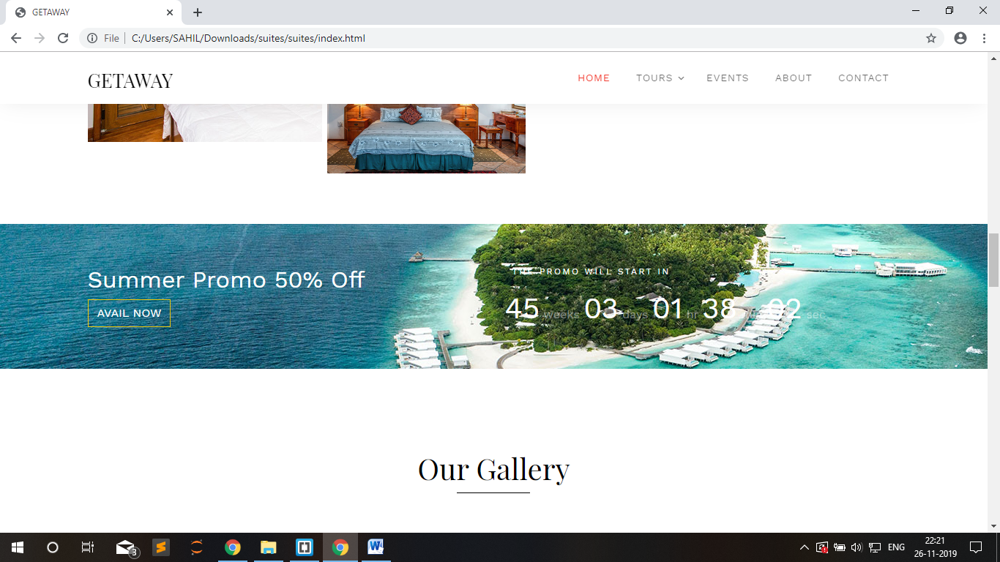 GETAWAY
File C:/Users/SAHIL/Downloads/suites/suites/index.html
GETAWAY HOME TOURS EVENTS ABOUT CONTACT
Summer Promo 50% Off
AVAIL NOW
THE PROMO WILL START IN
45 weeks 03 days 01 hr 38 02 sec
Our Gallery
3
ENG
22:21
26-11-2019